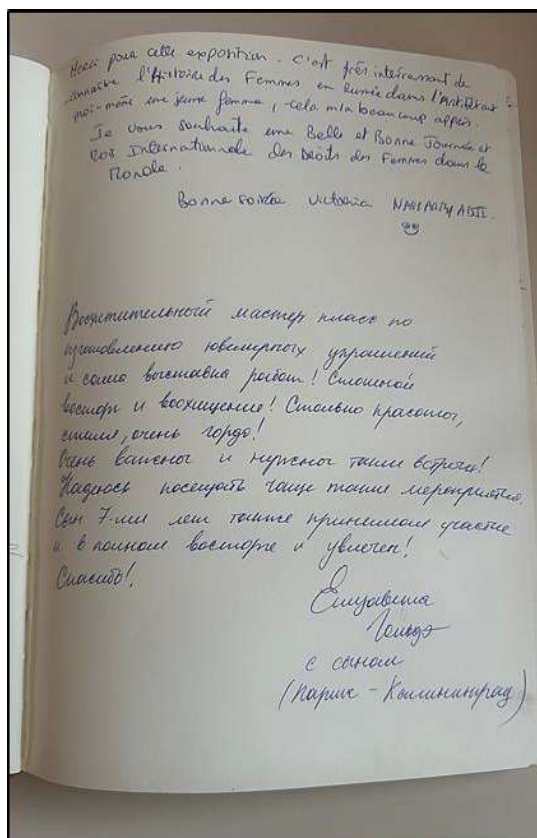 Merci pour cette exposition. C'est très intéressant de
connaître l'Histoire des Femmes en Russie dans l'Art. Étant
moi-même une jeune femme, cela m'a beaucoup appris.
Je vous souhaite une Belle et Bonne Journée et
Internationale des Droits des Femmes dans le
Monde.
Bonne soirée Victoria
Восхитительный мастер класс по
изготовлению ювелирных украшений
и сама выставка работ! Сплошной
восторг и восхищение! Столько красоты,
стиля, очень гордо!
Очень важны и нужны такие встречи!
Надеюсь посещать чаще такие мероприятия.
Сын 7-ми лет также принимал участие
и в полном восторге и увлечен!
Спасибо!
Елизавета
с сыном
(Париж - Калининград)